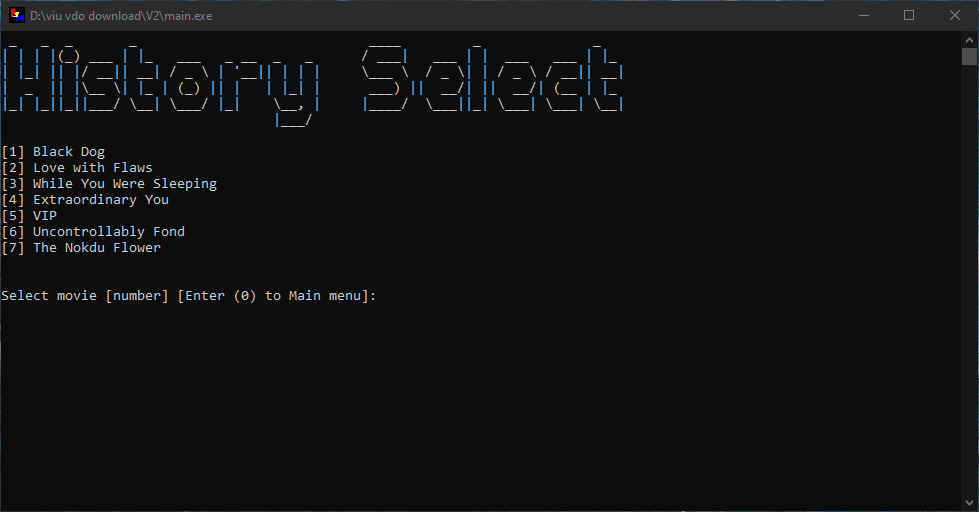 D:\viu vdo download\V2\main.exe
History Select
[1] Black Dog
[2] Love with Flaws
[3] While You Were Sleeping
[4] Extraordinary You
[5] VIP
[6] Uncontrollably Fond
[7] The Nokdu Flower
Select movie [number] [Enter (0) to Main menu]: